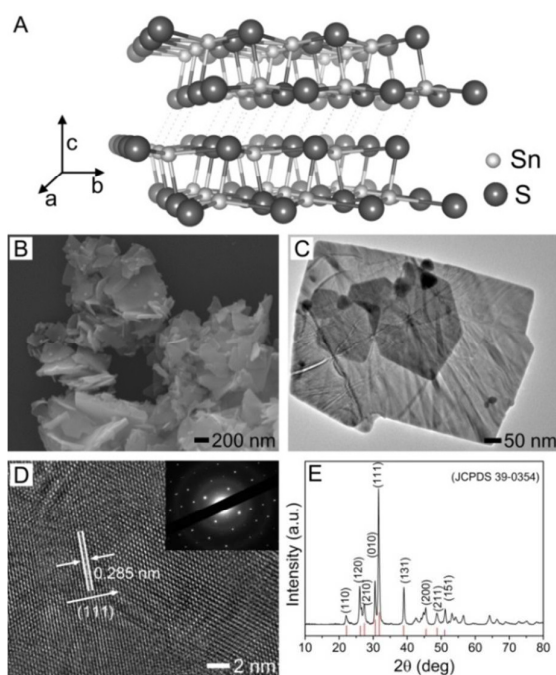 A
c
a
b
Sn
S
B
200 nm
C
50 nm
D
0.285 nm
(111)
2 nm
E
(JCPDS 39-0354)
Intensity (a.u.)
(110)
(120)
(210)
(010)
(111)
(131)
(200)
(211)
(151)
10 20 30 40 50 60 70 80
2θ (deg)